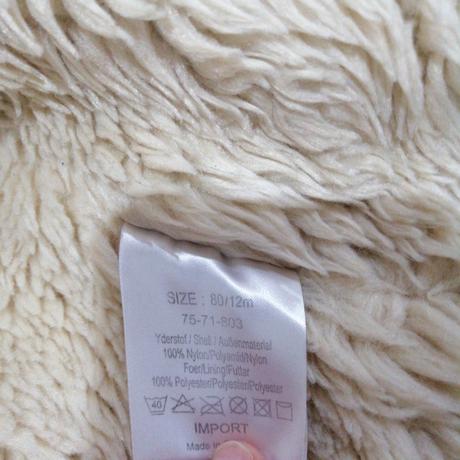 SIZE : 80/12m
75-71-803
Yderstof / Shell / Außenmaterial
100% Nylon/Polyamid/Nylon
Foer/Lining/Futter
100% Polyester/Polyester/Polyester
40
IMPORT
Made